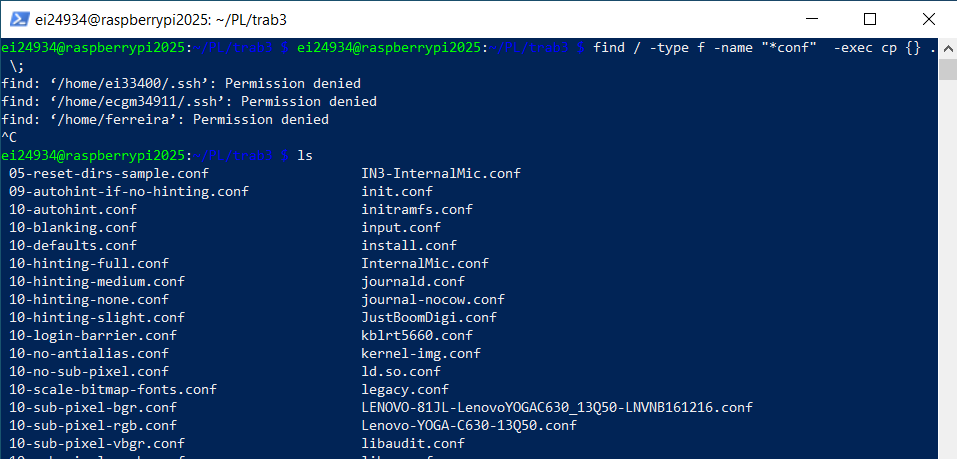 ei24934@raspberrypi2025: ~/PL/trab3
ei24934@raspberrypi2025:~/PL/trab3 $ ei24934@raspberrypi2025:~/PL/trab3 $ find / -type f -name "*conf"  -exec cp {} .
 \;
find: ‘/home/ei33400/.ssh’: Permission denied
find: ‘/home/ecgm34911/.ssh’: Permission denied
find: ‘/home/ferreira’: Permission denied
^C
ei24934@raspberrypi2025:~/PL/trab3 $ ls
05-reset-dirs-sample.conf IN3-InternalMic.conf
09-autohint-if-no-hinting.conf init.conf
10-autohint.conf initramfs.conf
10-blanking.conf input.conf
10-defaults.conf install.conf
10-hinting-full.conf InternalMic.conf
10-hinting-medium.conf journald.conf
10-hinting-none.conf journal-nocow.conf
10-hinting-slight.conf JustBoomDigi.conf
10-login-barrier.conf kblrt5660.conf
10-no-antialias.conf kernel-img.conf
10-no-sub-pixel.conf ld.so.conf
10-scale-bitmap-fonts.conf legacy.conf
10-sub-pixel-bgr.conf LENOVO-81JL-LenovoYOGAC630_13Q50-LNVNB161216.conf
10-sub-pixel-rgb.conf Lenovo-YOGA-C630-13Q50.conf
10-sub-pixel-vbgr.conf libaudit.conf